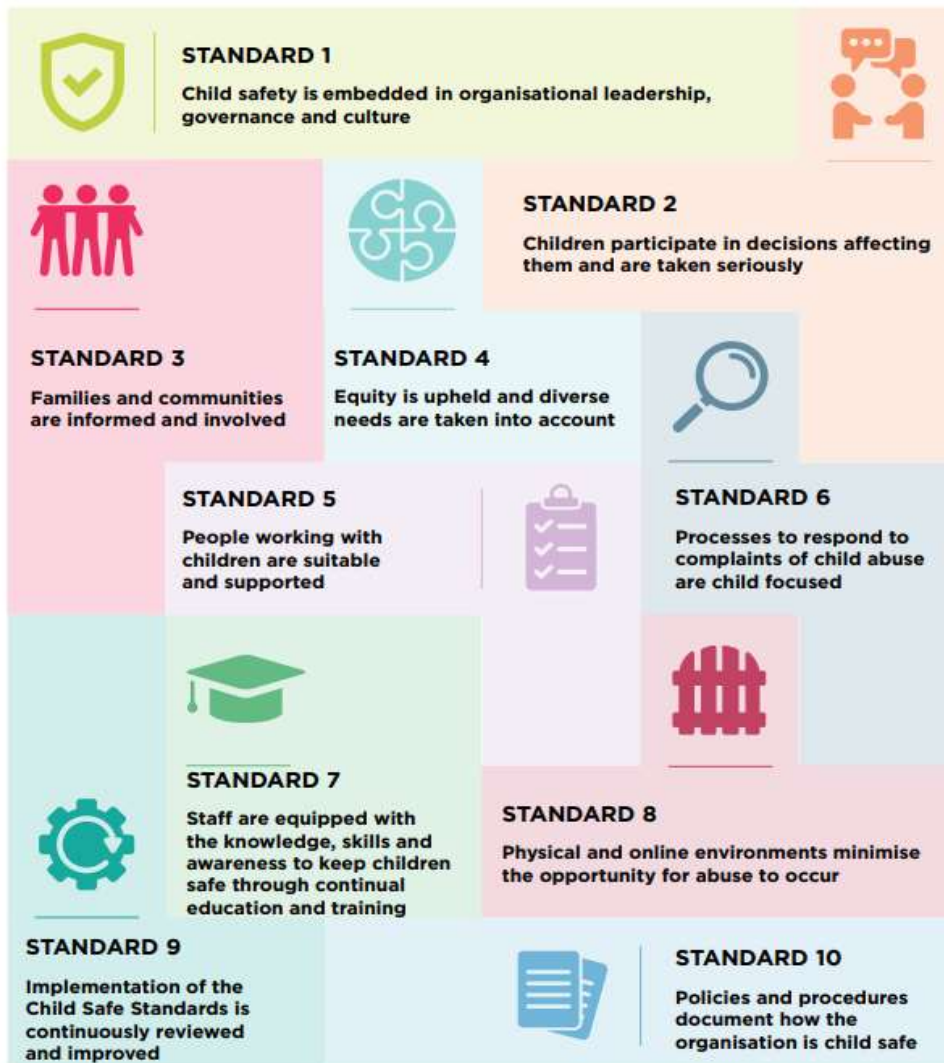 STANDARD 1
Child safety is embedded in organisational leadership,
governance and culture
STANDARD 2
Children participate in decisions affecting
them and are taken seriously
STANDARD 3
Families and communities
are informed and involved
STANDARD 4
Equity is upheld and diverse
needs are taken into account
STANDARD 5
People working with
children are suitable
and supported
STANDARD 6
Processes to respond to
complaints of child abuse
are child focused
STANDARD 7
Staff are equipped with
the knowledge, skills and
awareness to keep children
safe through continual
education and training
STANDARD 8
Physical and online environments minimise
the opportunity for abuse to occur
STANDARD 9
Implementation of the
Child Safe Standards is
continuously reviewed
and improved
STANDARD 10
Policies and procedures
document how the
organisation is child safe